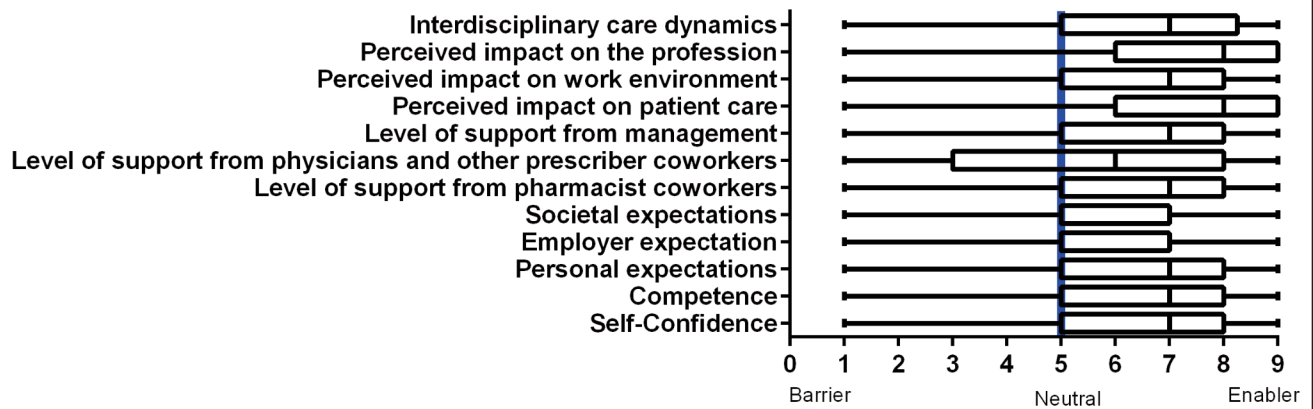 Interdisciplinary care dynamics
Perceived impact on the profession
Perceived impact on work environment
Perceived impact on patient care
Level of support from management
Level of support from physicians and other prescriber coworkers
Level of support from pharmacist coworkers
Societal expectations
Employer expectation
Personal expectations
Competence
Self-Confidence
0 1 2 3 4 5 6 7 8 9
Barrier Neutral Enabler